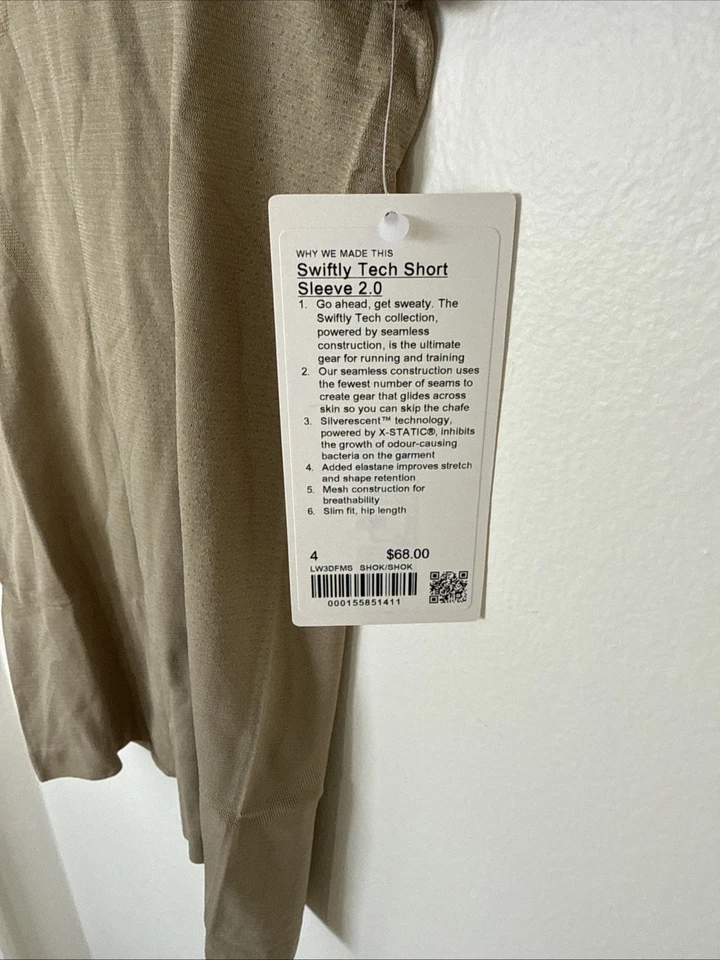 WHY WE MADE THIS
Swiftly Tech Short
Sleeve 2.0
1. Go ahead, get sweaty. The
Swiftly Tech collection,
powered by seamless
construction, is the ultimate
gear for running and training
2. Our seamless construction uses
the fewest number of seams to
create gear that glides across
skin so you can skip the chafe
3. Silverescent™ technology,
powered by X-STATIC®, inhibits
the growth of odour-causing
bacteria on the garment
4. Added elastane improves stretch
and shape retention
5. Mesh construction for
breathability
6. Slim fit, hip length
4 $68.00
LW3DFMS SHOK/SHOK
000155851411